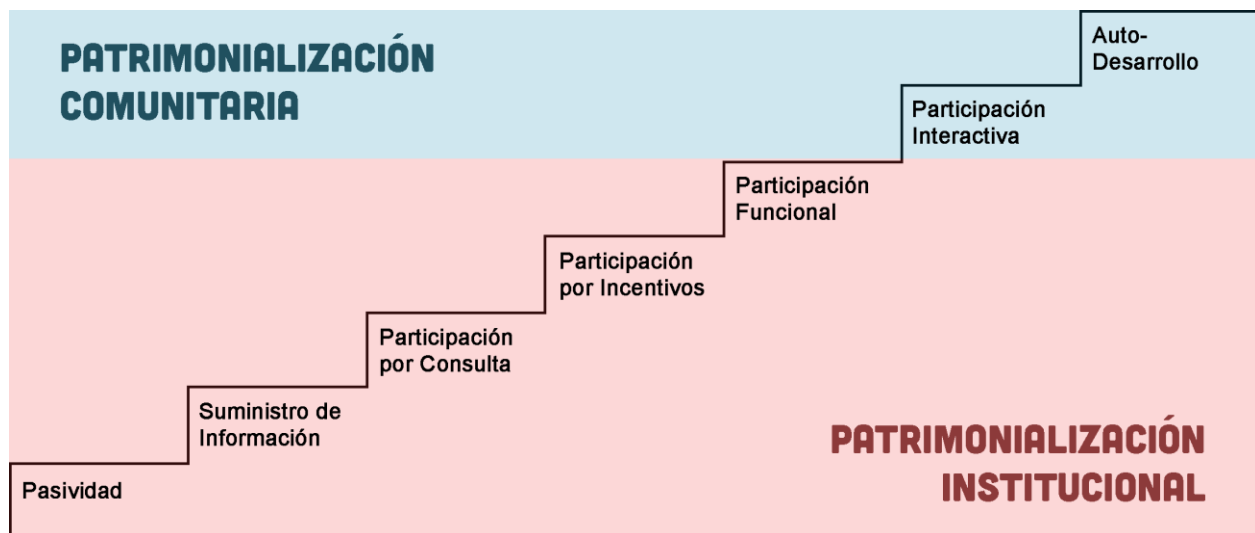 PATRIMONIALIZACIÓN
COMUNITARIA
Auto-
Desarrollo
Participación
Interactiva
Participación
Funcional
Participación
por Incentivos
Participación
por Consulta
Suministro de
Información
Pasividad
PATRIMONIALIZACIÓN
INSTITUCIONAL